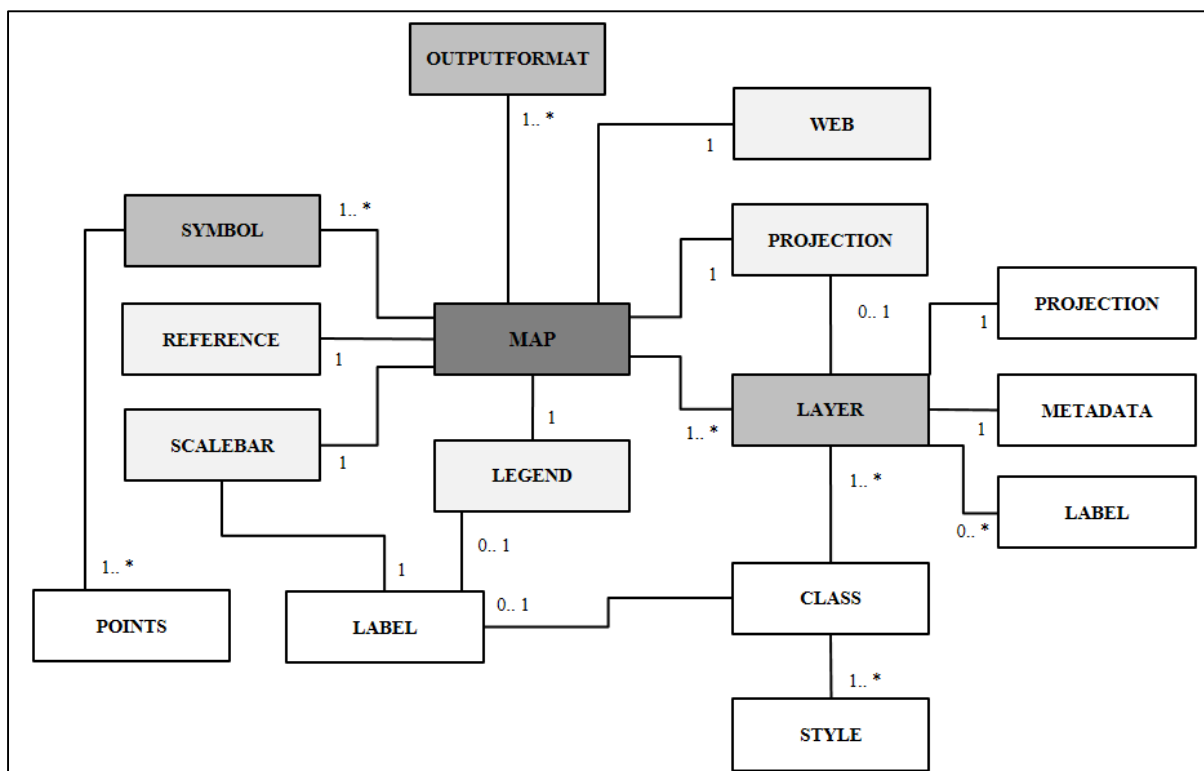 OUTPUTFORMAT
1.. *
WEB
1
SYMBOL
1.. *
PROJECTION
1
REFERENCE
1
MAP
0.. 1
PROJECTION
1
SCALEBAR
1
1
LEGEND
1.. *
LAYER
METADATA
1
1.. *
LABEL
0.. *
0.. 1
1.. *
1
POINTS
LABEL
0.. 1
CLASS
1.. *
STYLE